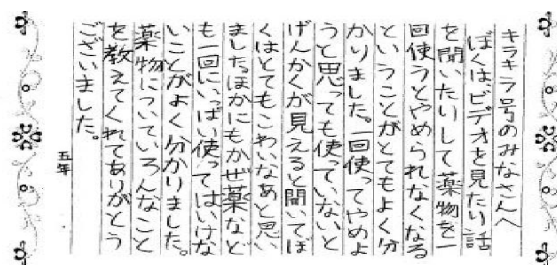 キラキラ号のみなさんへ
ぼくはビデオを見たり話
を聞いたりして薬物を一
回使うとやめられなくなる
ということがとてもよく分
かりました。一回使ってやめよ
うと思っても使っていないと
げんかくが見えると聞いてぼ
くはとてもこわいなあと思い
ました。ほかにもかぜ薬など
も一回にいっぱい使ってはいけな
いことがよく分かりました。
薬物についていろんなこと
を教えてくれてありがとう
ございました。
五年